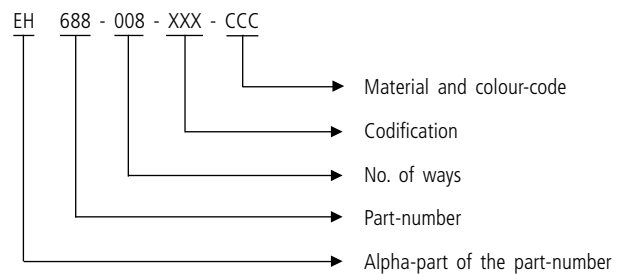 EH 688 - 008 - XXX - CCC
Material and colour-code
Codification
No. of ways
Part-number
Alpha-part of the part-number